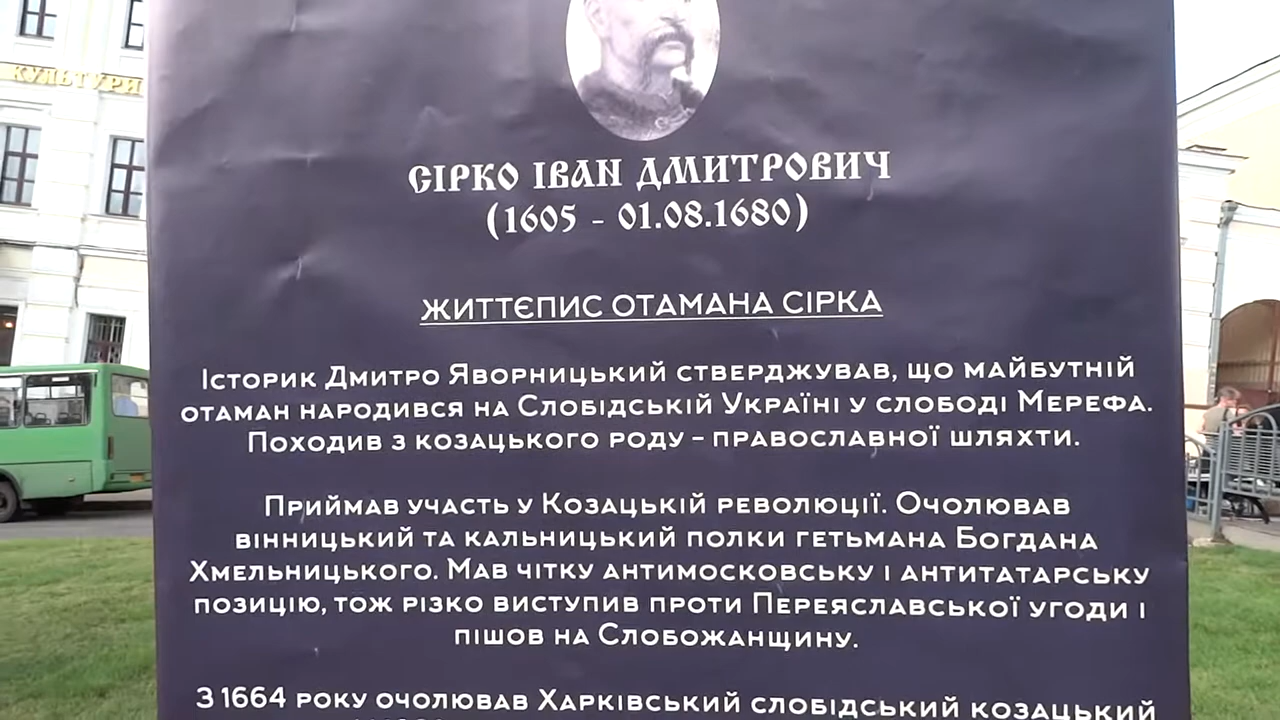 КУЛЬТУРИ
СІРКО ІВАН ДМИТРОВИЧ
(1605 - 01.08.1680)
ЖИТТЄПИС ОТАМАНА СІРКА
Історик Дмитро Яворницький стверджував, що майбутній
отаман народився на Слобідській Україні у слободі Мерефа.
Походив з козацького роду – православної шляхти.
Приймав участь у Козацькій революції. Очолював
вінницький та кальницький полки гетьмана Богдана
Хмельницького. Мав чітку антимосковську і антитатарську
позицію, тож різко виступив проти Переяславської угоди і
пішов на Слобожанщину.
З 1664 року очолював Харківський слобідський козацький